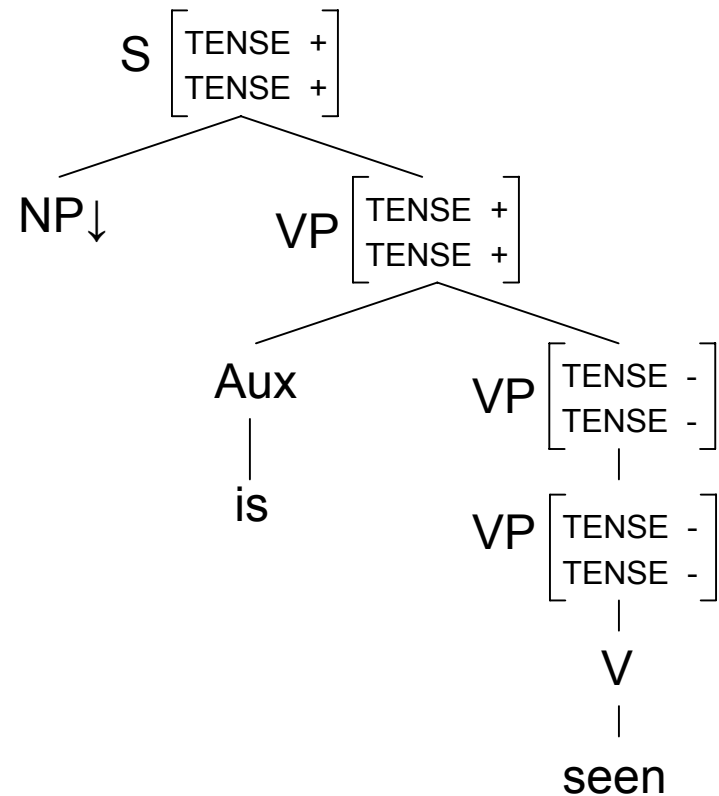 S TENSE +
TENSE +
NP↓ VP TENSE +
TENSE +
Aux VP TENSE -
TENSE -
is VP TENSE -
TENSE -
V
seen